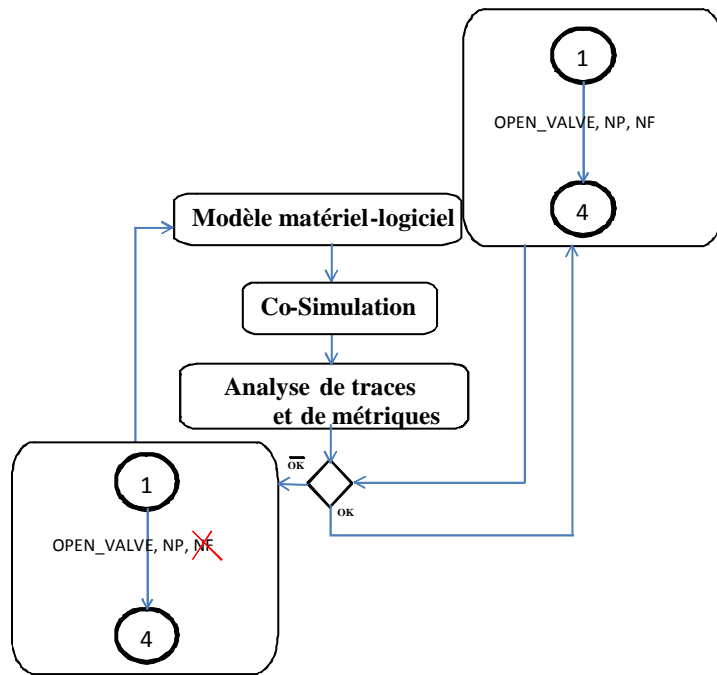 1
OPEN_VALVE, NP, NF
4
Modèle matériel-logiciel
Co-Simulation
Analyse de traces
et de métriques
OK
OK
1
OPEN_VALVE, NP, NF
4